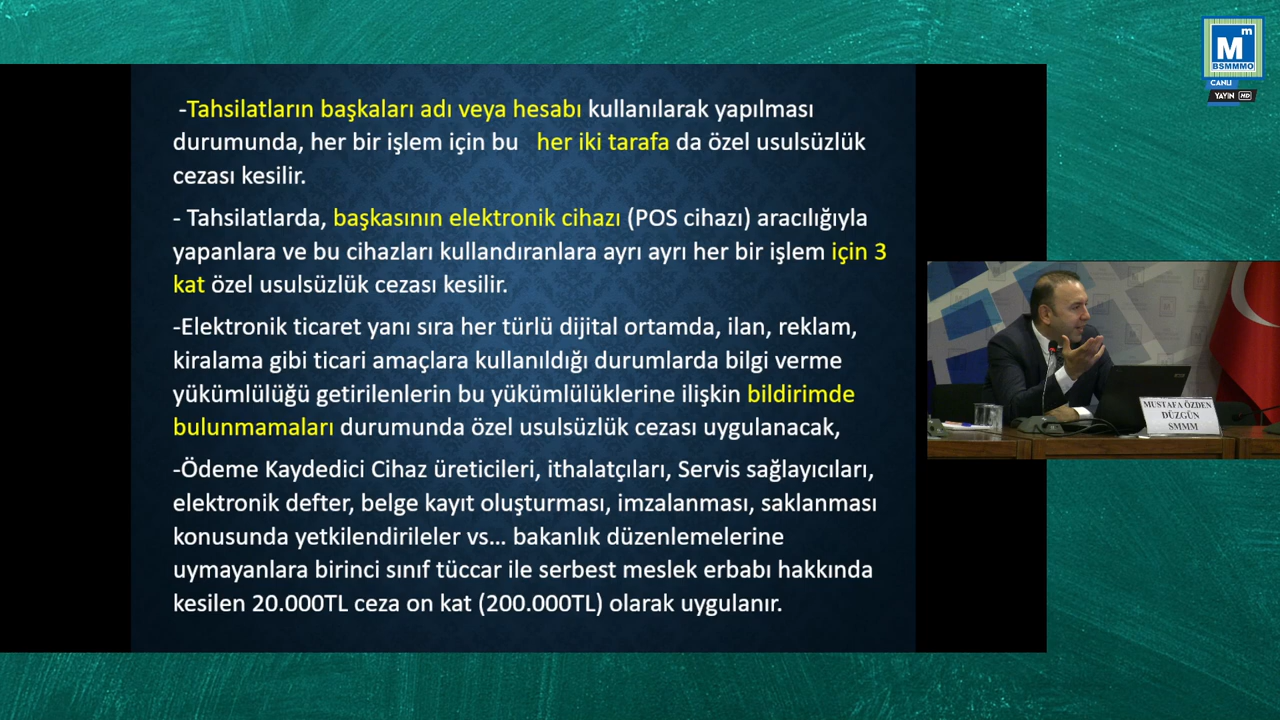 -Tahsilatların başkaları adı veya hesabı kullanılarak yapılması
durumunda, her bir işlem için bu her iki tarafa da özel usulsüzlük
cezası kesilir.
- Tahsilatlarda, başkasının elektronik cihazı (POS cihazı) aracılığıyla
yapanlara ve bu cihazları kullandıranlara ayrı ayrı her bir işlem için 3
kat özel usulsüzlük cezası kesilir.
-Elektronik ticaret yanı sıra her türlü dijital ortamda, ilan, reklam,
kiralama gibi ticari amaçlara kullanıldığı durumlarda bilgi verme
yükümlülüğü getirilenlerin bu yükümlülüklerine ilişkin bildirimde
bulunmamaları durumunda özel usulsüzlük cezası uygulanacak,
-Ödeme Kaydedici Cihaz üreticileri, ithalatçıları, Servis sağlayıcıları,
elektronik defter, belge kayıt oluşturması, imzalanması, saklanması
konusunda yetkilendirileler vs... bakanlık düzenlemelerine
uymayanlara birinci sınıf tüccar ile serbest meslek erbabı hakkında
kesilen 20.000TL ceza on kat (200.000TL) olarak uygulanır.
M m
BSMMMO
CANLI
YAYIN HD
MUSTAFA ÖZDEN
DÜZGÜN
SMMM